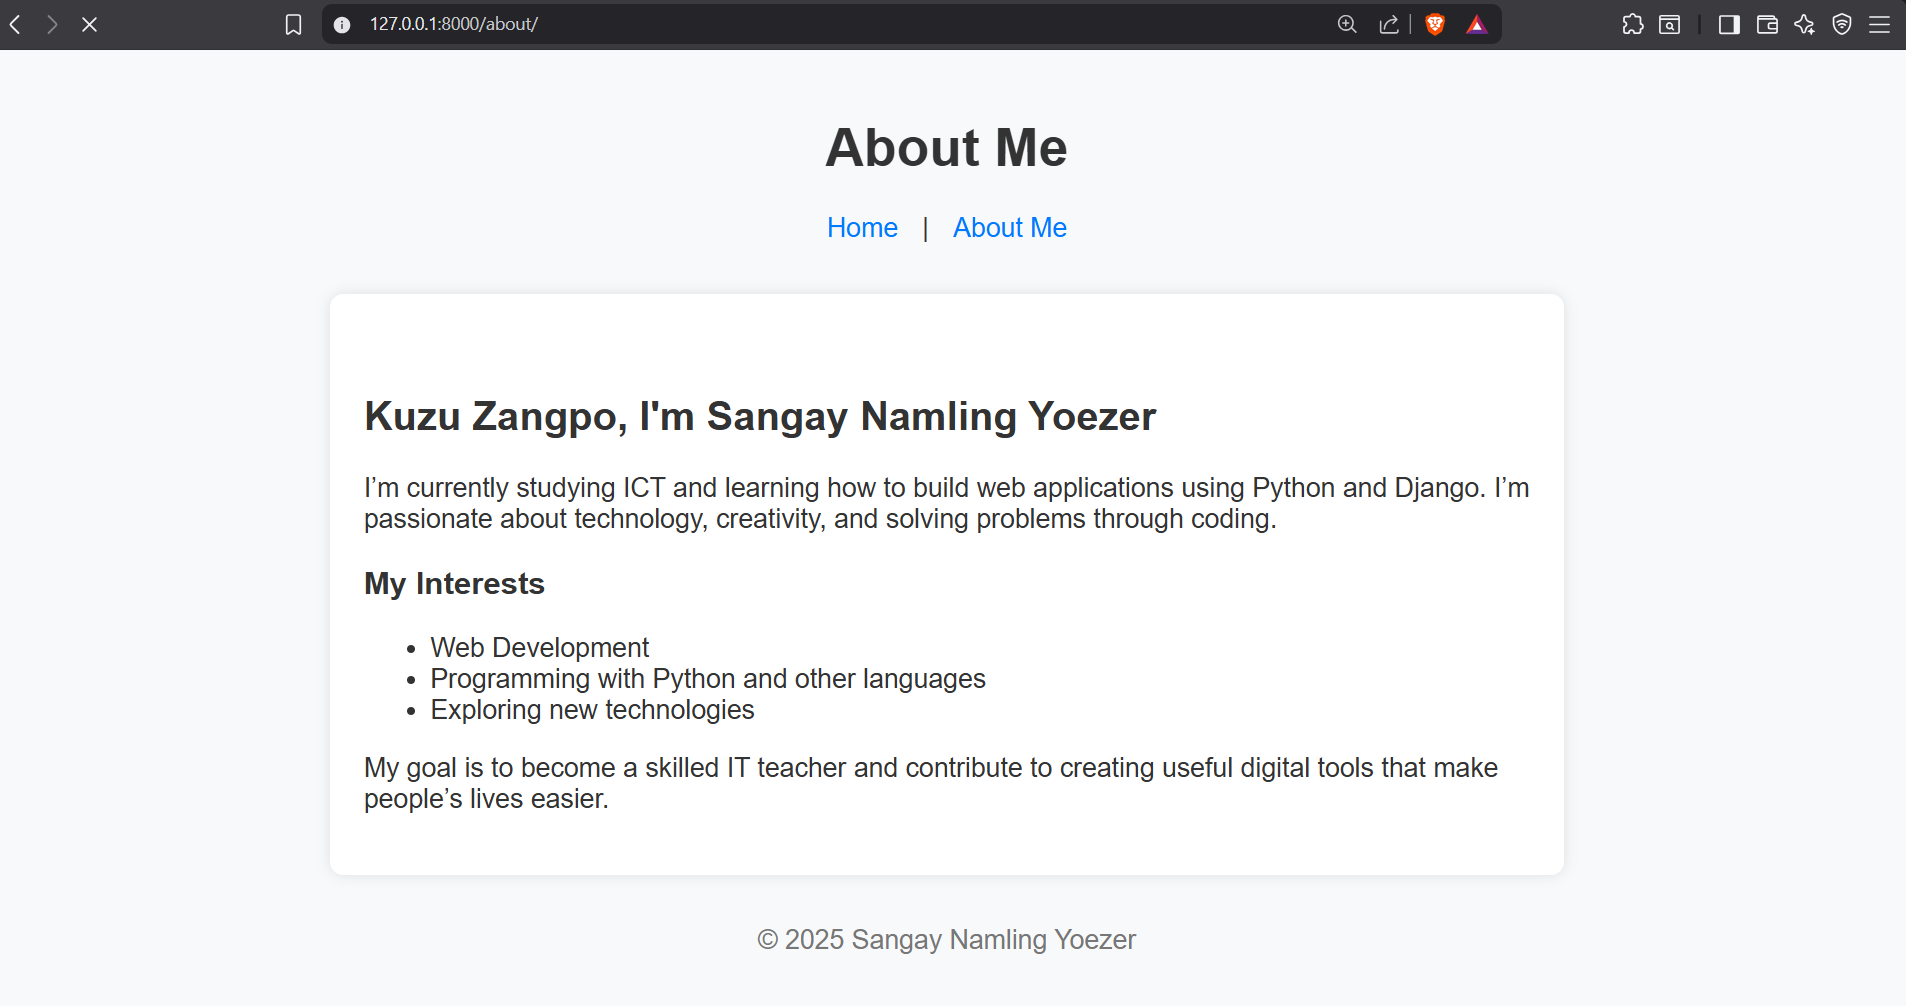 127.0.0.1:8000/about/
About Me
Home | About Me
Kuzu Zangpo, I'm Sangay Namling Yoezer
I’m currently studying ICT and learning how to build web applications using Python and Django. I’m
passionate about technology, creativity, and solving problems through coding.
My Interests
• Web Development
• Programming with Python and other languages
• Exploring new technologies
My goal is to become a skilled IT teacher and contribute to creating useful digital tools that make
people’s lives easier.
© 2025 Sangay Namling Yoezer